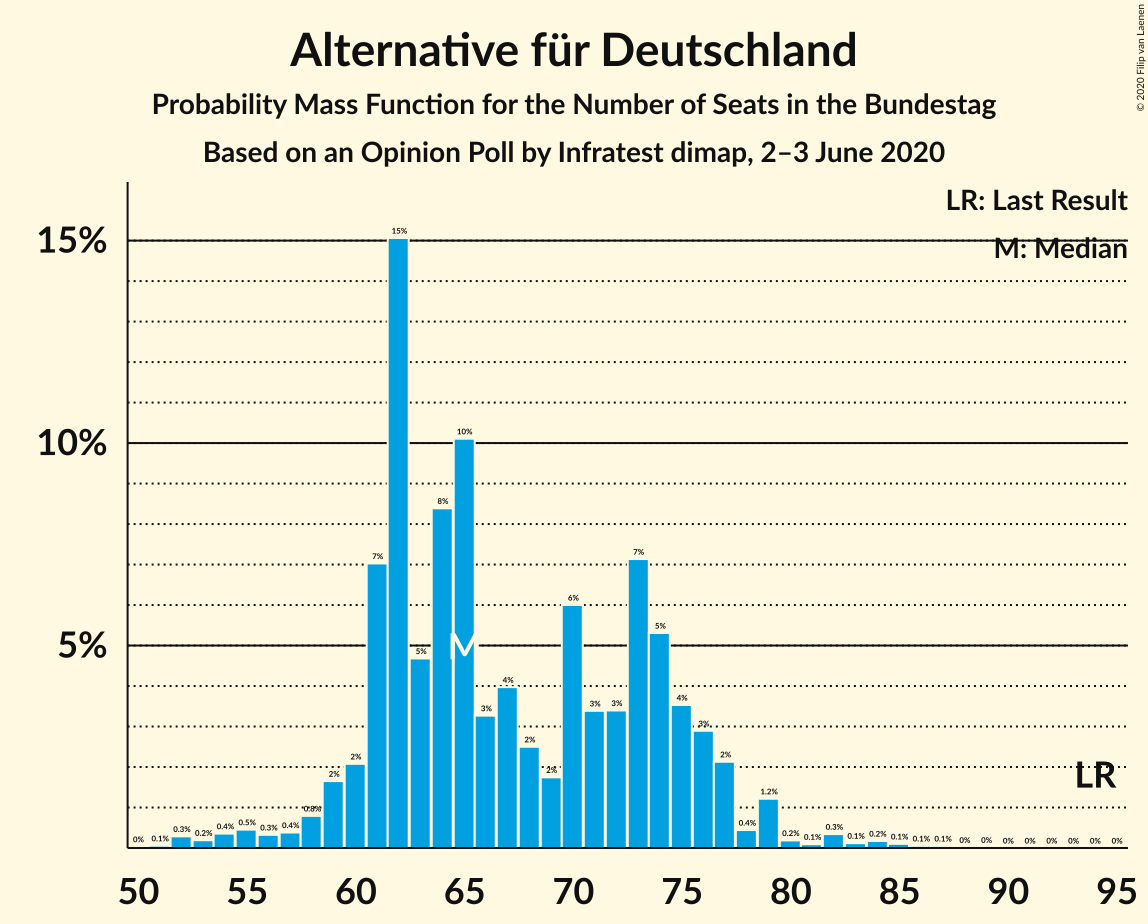 Alternative für Deutschland
Probability Mass Function for the Number of Seats in the Bundestag
Based on an Opinion Poll by Infratest dimap, 2–3 June 2020
© 2020 Filip van Laenen
LR: Last Result
M: Median
15%
10%
5%
0% 0.1% 0.3% 0.2% 0.4% 0.5% 0.3% 0.4% 0.8% 2% 2% 7% 15% 5% 8% 10% 3% 4% 2% 2% 6% 3% 3% 7% 5% 4% 3% 2% 0.4% 1.2% 0.2% 0.1% 0.3% 0.1% 0.2% 0.1% 0.1% 0.1% 0% 0% 0% 0% 0% 0% 0% 0%
M
LR
50 55 60 65 70 75 80 85 90 95